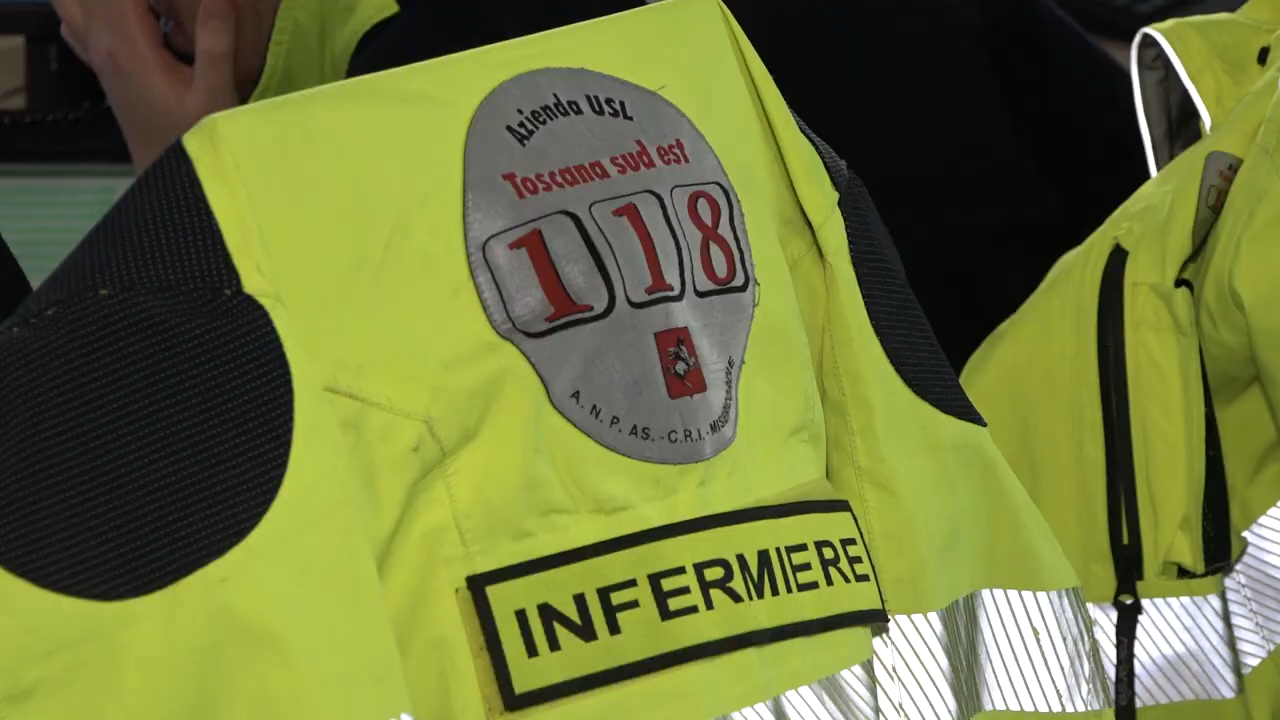 Azienda USL
Toscana sud est
118
A. N. P. AS. - C.R.I. - MISERICORDIE
INFERMIERE